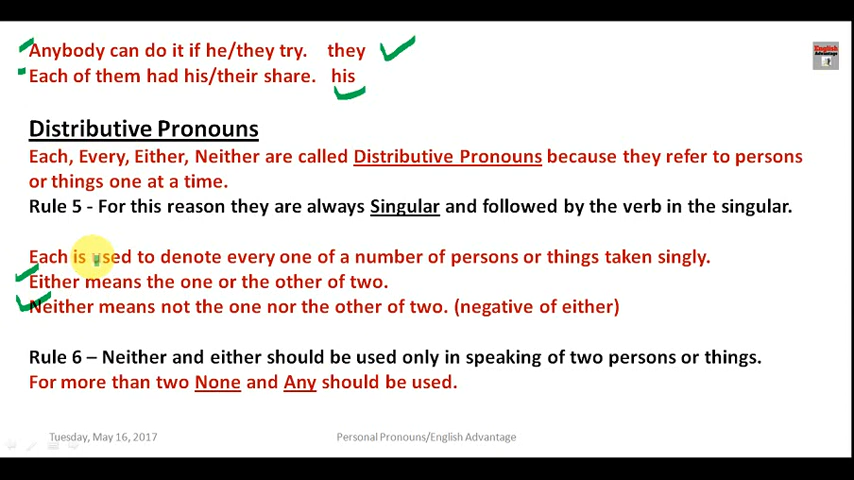 Anybody can do it if he/they try. they
English
Advantage
Each of them had his/their share. his
Distributive Pronouns
Each, Every, Either, Neither are called Distributive Pronouns because they refer to persons
or things one at a time.
Rule 5 - For this reason they are always Singular and followed by the verb in the singular.
Each is used to denote every one of a number of persons or things taken singly.
Either means the one or the other of two.
Neither means not the one nor the other of two. (negative of either)
Rule 6 – Neither and either should be used only in speaking of two persons or things.
For more than two None and Any should be used.
Tuesday, May 16, 2017
Personal Pronouns/English Advantage